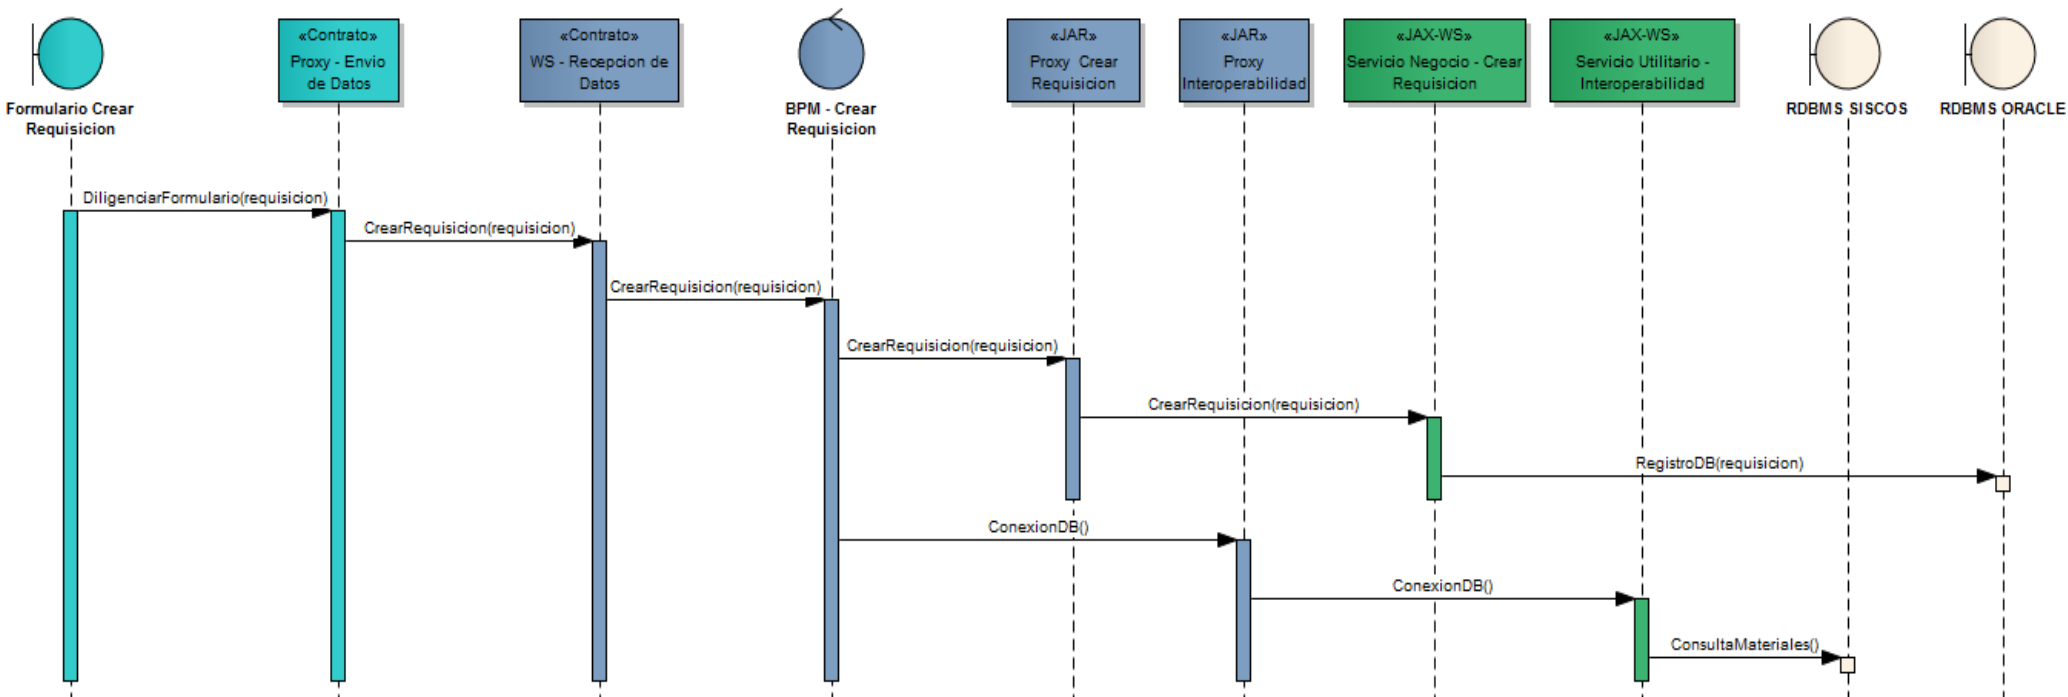 Formulario Crear
Requisicion
«Contrato»
Proxy - Envio
de Datos
«Contrato»
WS - Recepcion de
Datos
BPM - Crear
Requisicion
«JAR»
Proxy Crear
Requisicion
«JAR»
Proxy
Interoperabilidad
«JAX-WS»
Servicio Negocio - Crear
Requisicion
«JAX-WS»
Servicio Utilitario -
Interoperabilidad
RDBMS SISCOS
RDBMS ORACLE
DiligenciarFormulario(requisicion)
CrearRequisicion(requisicion)
CrearRequisicion(requisicion)
CrearRequisicion(requisicion)
CrearRequisicion(requisicion)
RegistroDB(requisicion)
ConexionDB()
ConexionDB()
ConsultaMateriales()